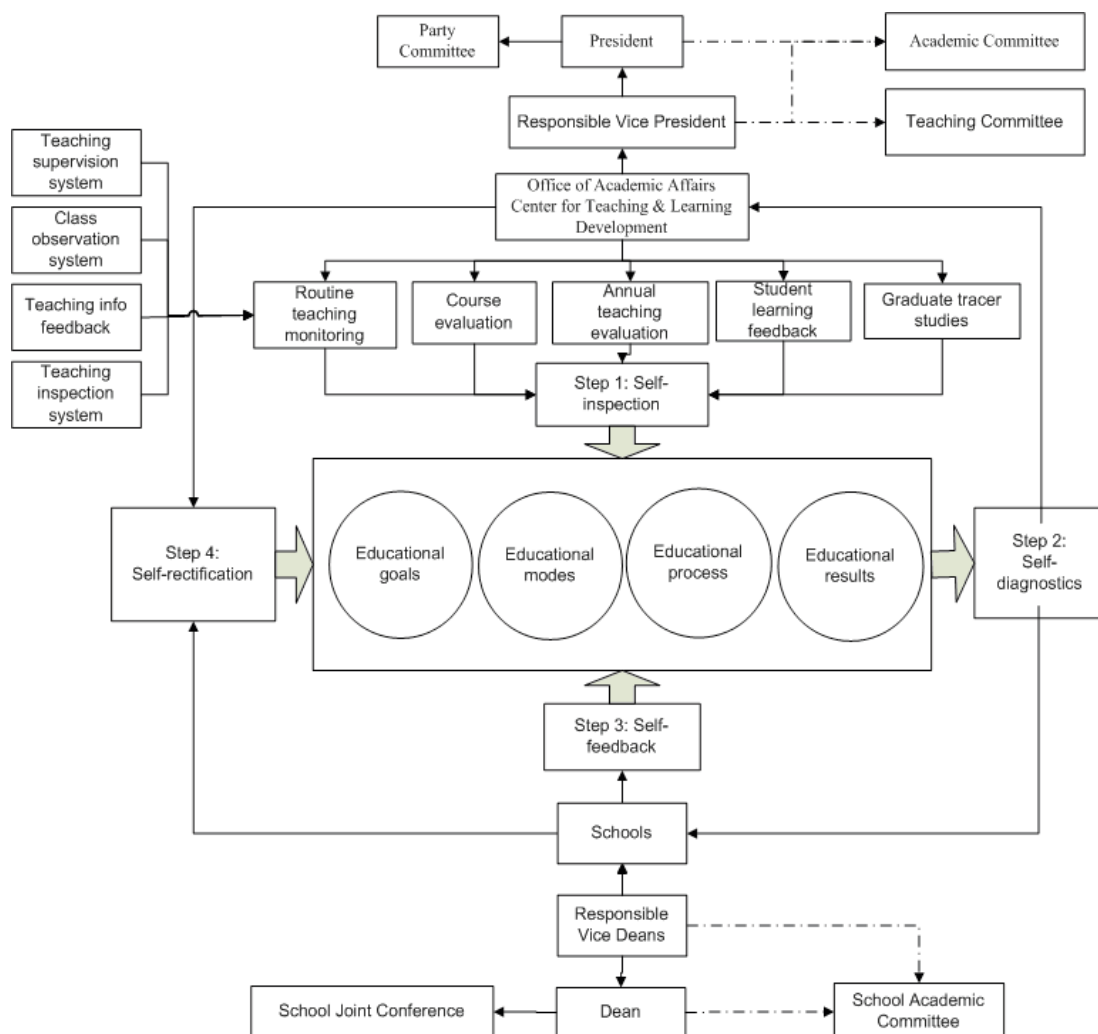 Party
Committee
President
Academic Committee
Responsible Vice President
Teaching Committee
Teaching
supervision
system
Office of Academic Affairs
Center for Teaching & Learning
Development
Class
observation
system
Teaching info
feedback
Routine
teaching
monitoring
Course
evaluation
Annual
teaching
evaluation
Student
learning
feedback
Graduate tracer
studies
Teaching
inspection
system
Step 1: Self-
inspection
Step 4:
Self-rectification
Educational
goals
Educational
modes
Educational
process
Educational
results
Step 2:
Self-
diagnostics
Step 3: Self-
feedback
Schools
Responsible
Vice Deans
School Joint Conference
Dean
School Academic
Committee